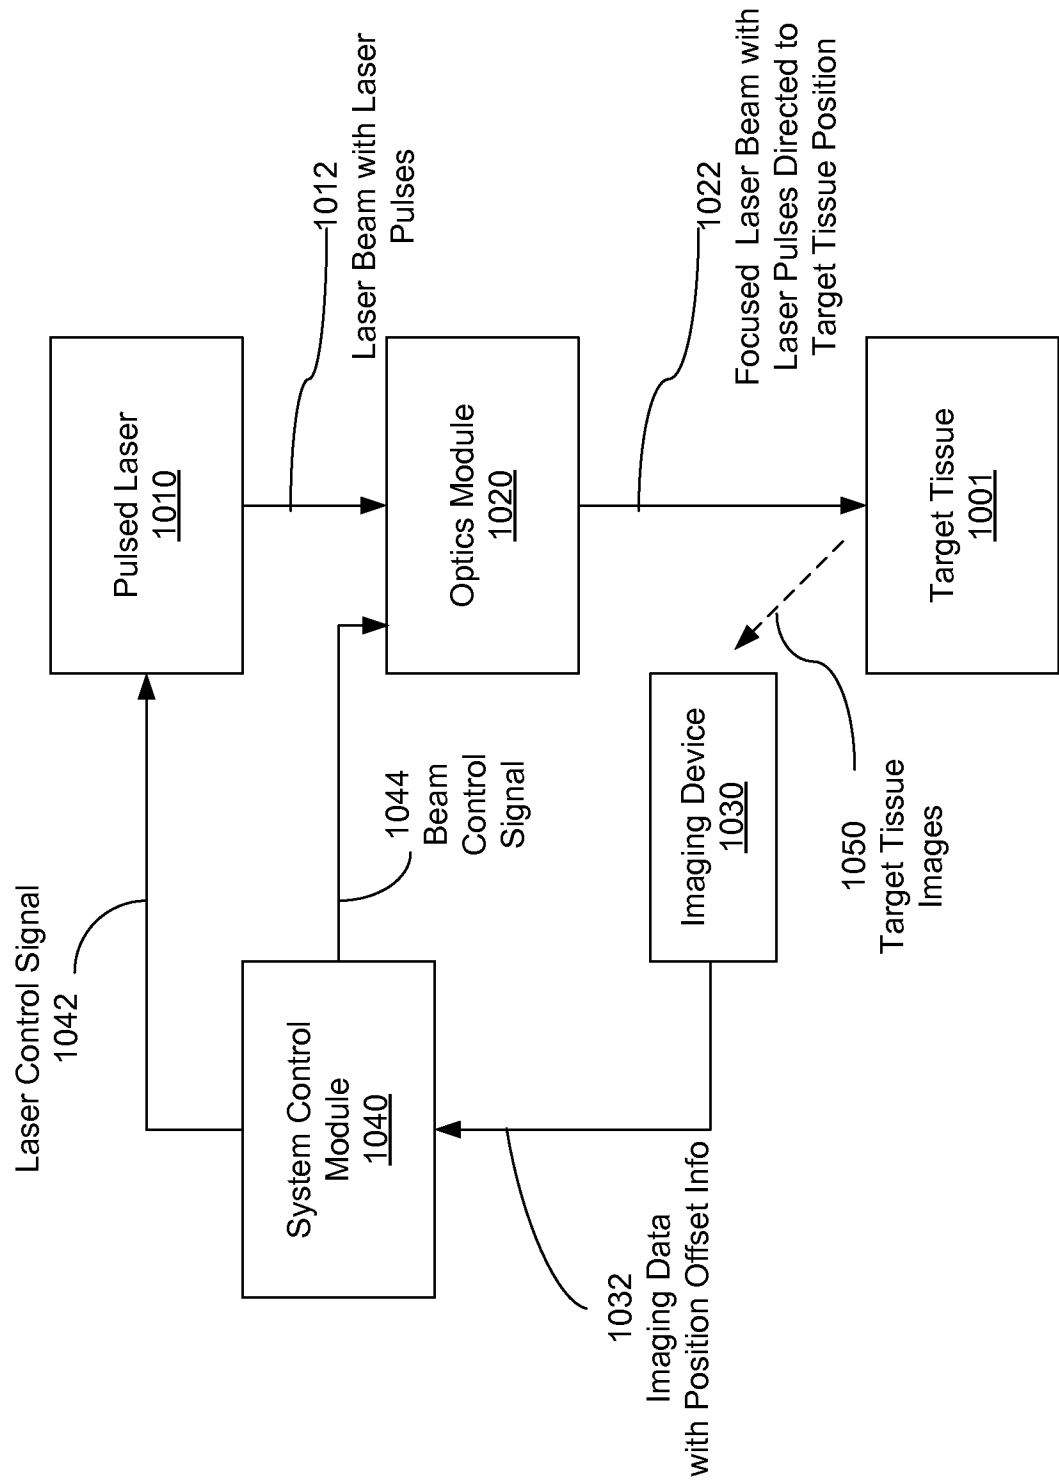 Laser Control Signal
1042
Pulsed Laser
1010
1012
Laser Beam with Laser
Pulses
System Control
Module
1040
1044
Beam
Control
Signal
Optics Module
1020
1032
Imaging Data
with Position Offset Info
Imaging Device
1030
1022
Focused Laser Beam with
Laser Pulses Directed to
Target Tissue Position
1050
Target Tissue
Images
Target Tissue
1001